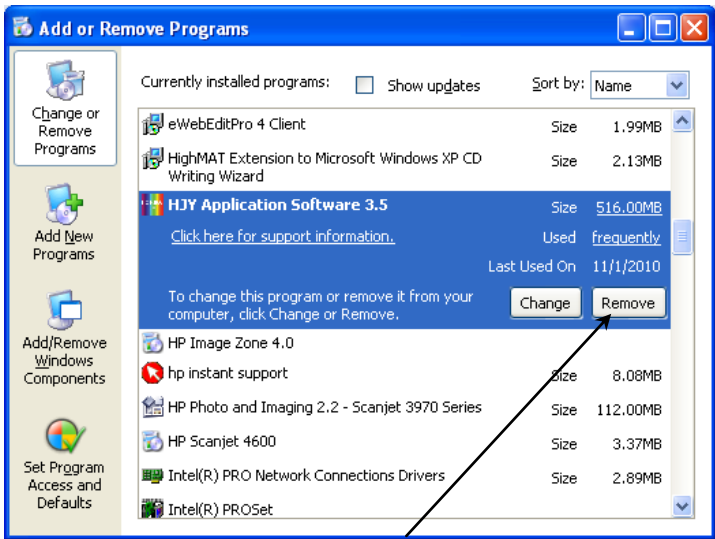 Add or Remove Programs
Change or
Remove
Programs
Add New
Programs
Add/Remove
Windows
Components
Set Program
Access and
Defaults
Currently installed programs: Show updates Sort by: Name
eWebEditPro 4 Client Size 1.99MB
HighMAT Extension to Microsoft Windows XP CD Size 2.13MB
Writing Wizard
HJY Application Software 3.5 Size 516.00MB
Click here for support information. Used frequently
Last Used On 11/1/2010
To change this program or remove it from your
computer, click Change or Remove.
Change Remove
HP Image Zone 4.0
hp instant support Size 8.08MB
HP Photo and Imaging 2.2 - Scanjet 3970 Series Size 112.00MB
HP Scanjet 4600 Size 3.37MB
Intel(R) PRO Network Connections Drivers Size 2.89MB
Intel(R) PROSet